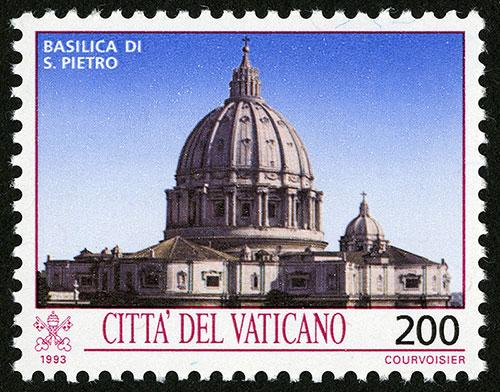 BASILICA DI
S. PIETRO
CITTA' DEL VATICANO
200
1993
COURVOISIER